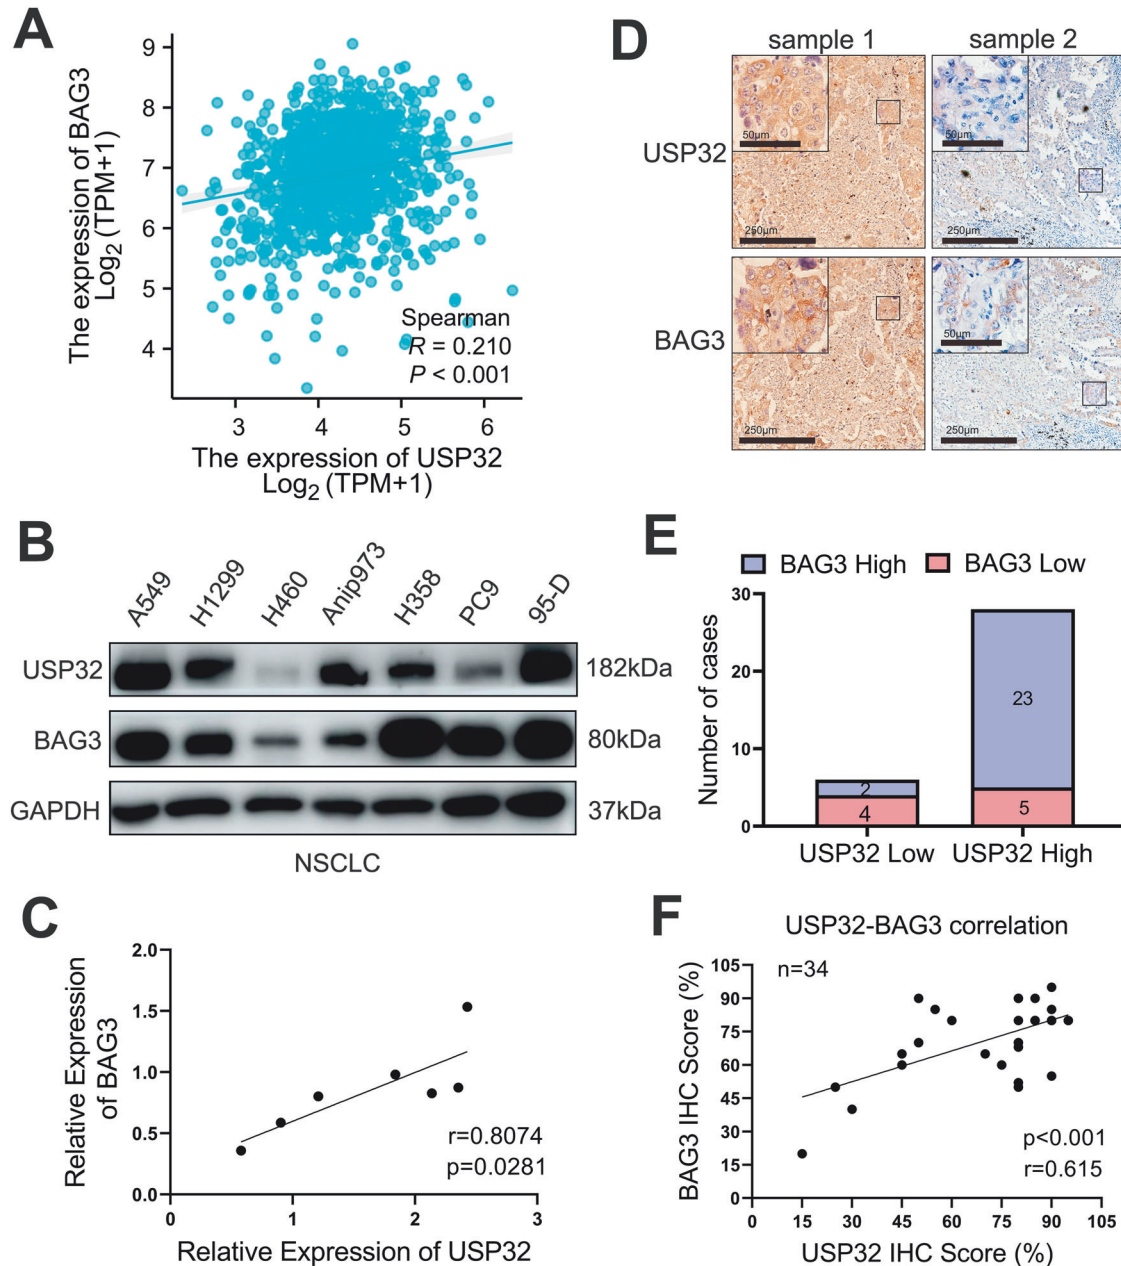 A
The expression of BAG3
Log2 (TPM+1)
9
8
7
6
5
4
Spearman
R = 0.210
P < 0.001
3 4 5 6
The expression of USP32
Log2 (TPM+1)
D
sample 1 sample 2
USP32
50µm 50µm
250µm 250µm
BAG3
50µm 50µm
250µm 250µm
B
A549 H1299 H460 Anip973 H358 PC9 95-D
USP32 182kDa
BAG3 80kDa
GAPDH 37kDa
NSCLC
E
BAG3 High BAG3 Low
Number of cases
30
20
10
0
2
4
23
5
USP32 Low USP32 High
C
Relative Expression
of BAG3
2.0
1.5
1.0
0.5
0.0
r=0.8074
p=0.0281
0 1 2 3
Relative Expression of USP32
F
USP32-BAG3 correlation
BAG3 IHC Score (%)
105
90
75
60
45
30
15
0
n=34
p<0.001
r=0.615
0 15 30 45 60 75 90 105
USP32 IHC Score (%)